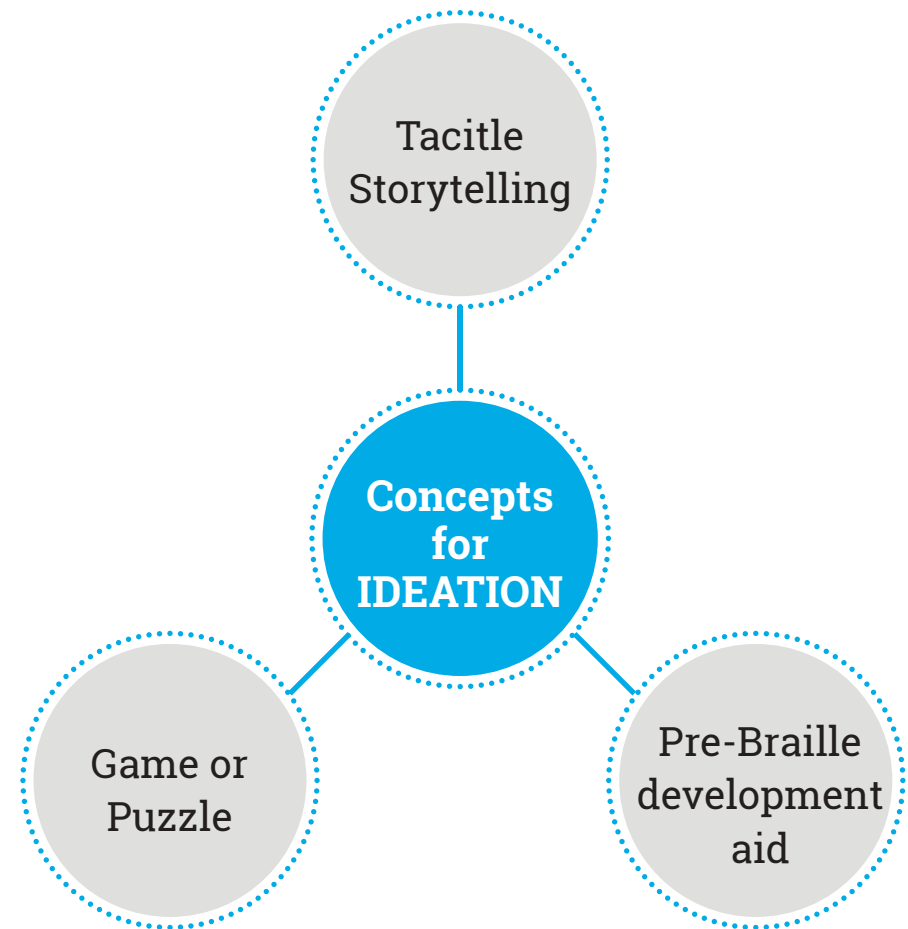 Tacitle
Storytelling
Concepts
for
IDEATION
Game or
Puzzle
Pre-Braille
development
aid